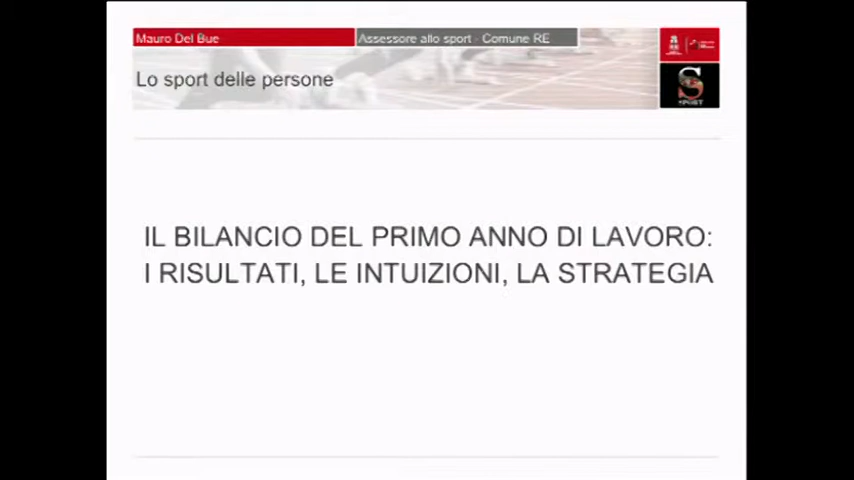 Mauro Del Bue
Assessore allo sport - Comune RE
Lo sport delle persone
S
SPORT
IL BILANCIO DEL PRIMO ANNO DI LAVORO:
I RISULTATI, LE INTUIZIONI, LA STRATEGIA